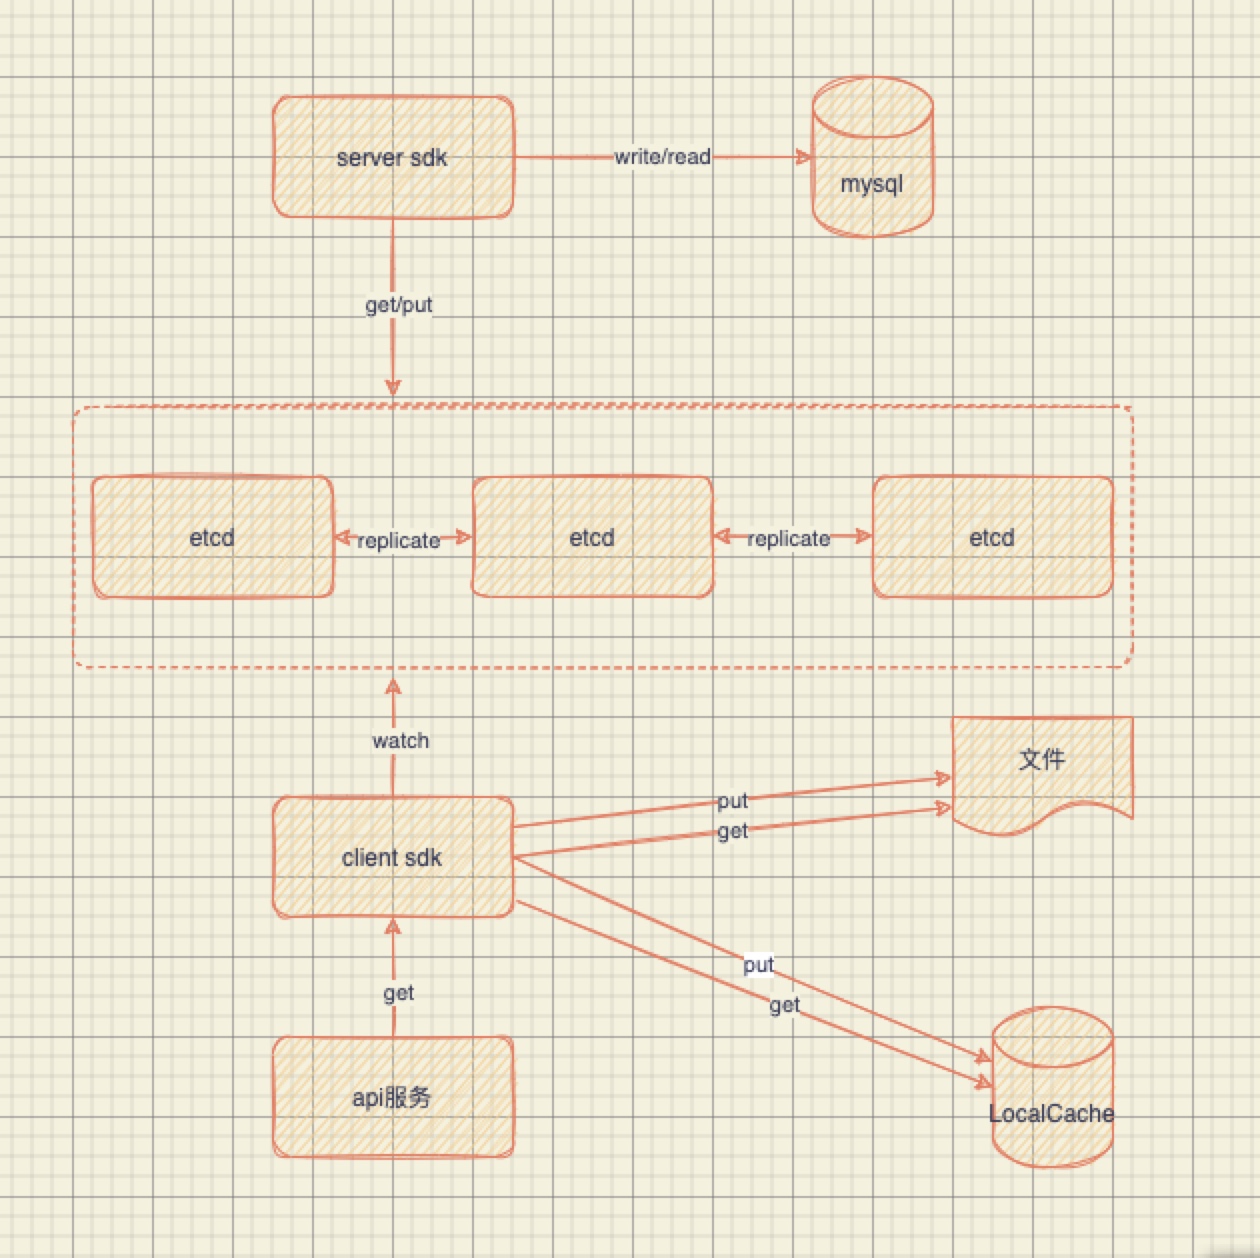 server sdk
write/read
mysql
get/put
etcd
replicate
etcd
replicate
etcd
watch
文件
put
get
client sdk
put
get
get
api服务
LocalCache